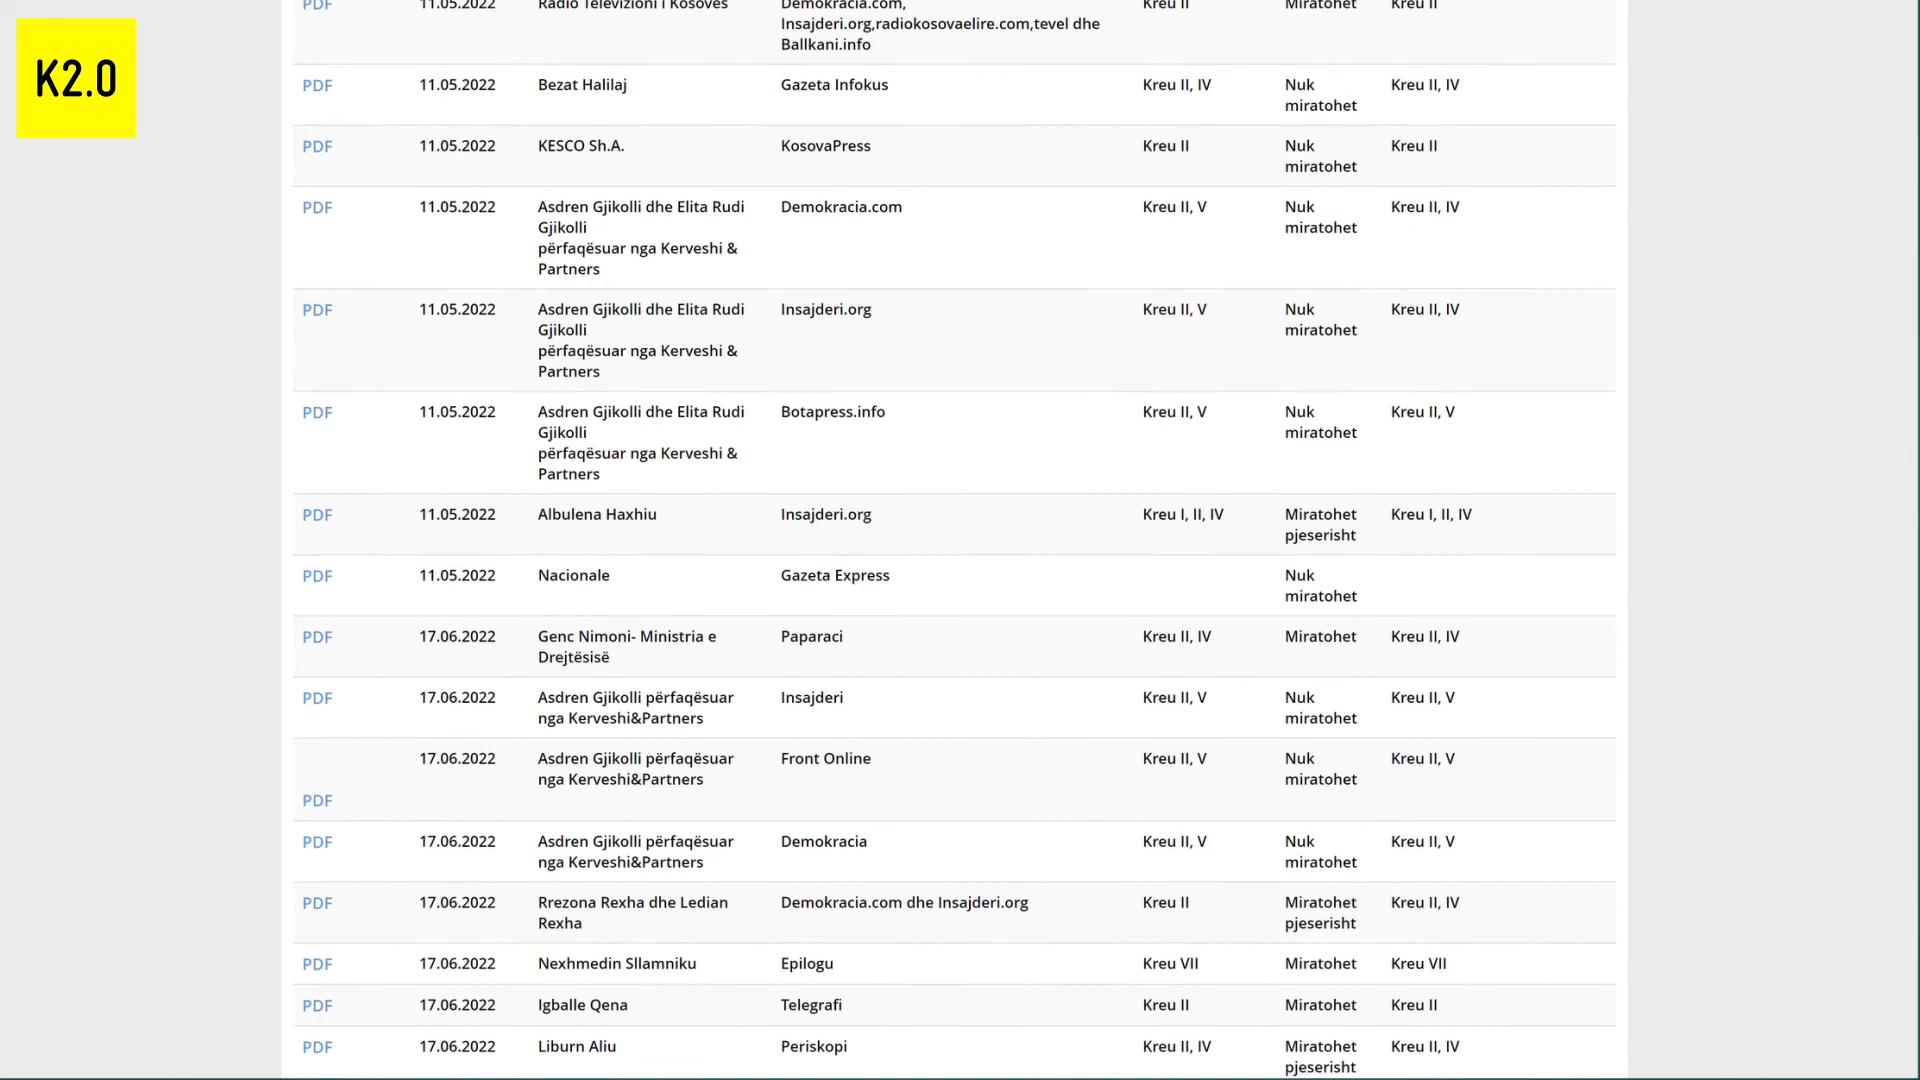 K2.0
PDF 11.05.2022 Radio Televizioni i Kosovës Demokracia.com, Kreu II Miratohet Kreu II
Insajderi.org,radiokosovaelire.com,tevel dhe
Ballkani.info
PDF 11.05.2022 Bezat Halilaj Gazeta Infokus Kreu II, IV Nuk Kreu II, IV
miratohet
PDF 11.05.2022 KESCO Sh.A. KosovaPress Kreu II Nuk Kreu II
miratohet
PDF 11.05.2022 Asdren Gjikolli dhe Elita Rudi Demokracia.com Kreu II, V Nuk Kreu II, IV
Gjikolli miratohet
përfaqësuar nga Kerveshi &
Partners
PDF 11.05.2022 Asdren Gjikolli dhe Elita Rudi Insajderi.org Kreu II, V Nuk Kreu II, IV
Gjikolli miratohet
përfaqësuar nga Kerveshi &
Partners
PDF 11.05.2022 Asdren Gjikolli dhe Elita Rudi Botapress.info Kreu II, V Nuk Kreu II, V
Gjikolli miratohet
përfaqësuar nga Kerveshi &
Partners
PDF 11.05.2022 Albulena Haxhiu Insajderi.org Kreu I, II, IV Miratohet Kreu I, II, IV
pjeserisht
PDF 11.05.2022 Nacionale Gazeta Express Nuk
miratohet
PDF 17.06.2022 Genc Nimoni- Ministria e Paparaci Kreu II, IV Miratohet Kreu II, IV
Drejtësisë
PDF 17.06.2022 Asdren Gjikolli përfaqësuar Insajderi Kreu II, V Nuk Kreu II, V
nga Kerveshi&Partners miratohet
17.06.2022 Asdren Gjikolli përfaqësuar Front Online Kreu II, V Nuk Kreu II, V
nga Kerveshi&Partners miratohet
PDF
PDF 17.06.2022 Asdren Gjikolli përfaqësuar Demokracia Kreu II, V Nuk Kreu II, V
nga Kerveshi&Partners miratohet
PDF 17.06.2022 Rrezona Rexha dhe Ledian Demokracia.com dhe Insajderi.org Kreu II Miratohet Kreu II, IV
Rexha pjeserisht
PDF 17.06.2022 Nexhmedin Sllamniku Epilogu Kreu VII Miratohet Kreu VII
PDF 17.06.2022 Igballe Qena Telegrafi Kreu II Miratohet Kreu II
PDF 17.06.2022 Liburn Aliu Periskopi Kreu II, IV Miratohet Kreu II, IV
pjeserisht